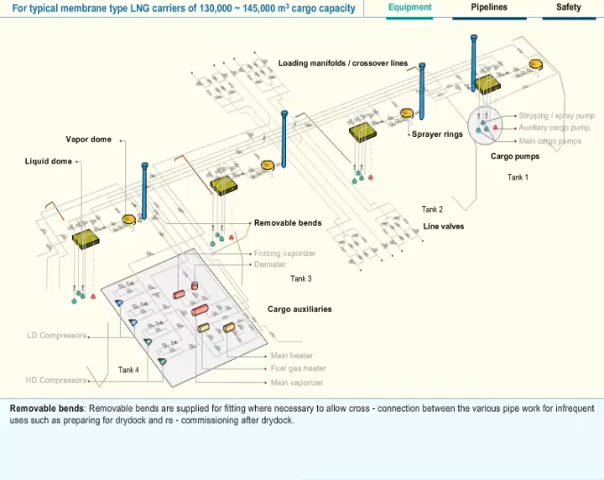 For typical membrane type LNG carriers of 130,000 ~ 145,000 m³ cargo capacity
Equipment
Pipelines
Safety
Loading manifolds / crossover lines
Stripping / spray pump
Auxiliary cargo pump
Main cargo pumps
Sprayer rings
Cargo pumps
Vapor dome
Liquid dome
Tank 1
Tank 2
Removable bends
Line valves
Forcing vaporizer
Demister
Tank 3
Cargo auxiliaries
LD Compressors
Main heater
Fuel gas heater
Tank 4
HD Compressors
Main vaporizer
Removable bends: Removable bends are supplied for fitting where necessary to allow cross - connection between the various pipe work for infrequent
uses such as preparing for drydock and re - commissioning after drydock.